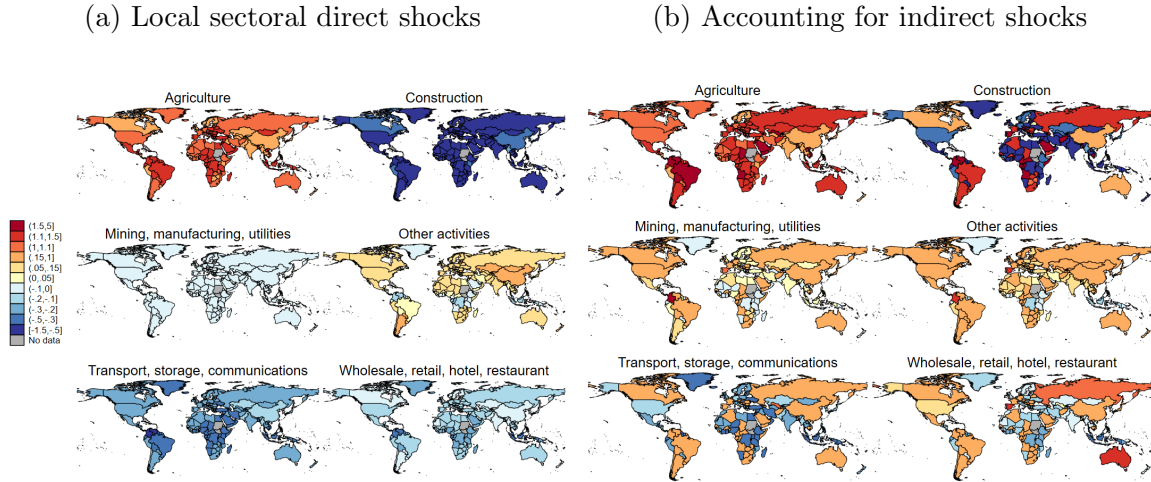 (a) Local sectoral direct shocks
(b) Accounting for indirect shocks
Agriculture
Construction
Agriculture
Construction
(1.5,5]
(1.1,1.5]
(1,1.1]
(.15,1]
(.05,.15]
(0,.05]
(-.1,0]
(-.2,-.1]
(-.3,-.2]
(-.5,-.3]
[-1.5,-.5]
No data
Mining, manufacturing, utilities
Other activities
Mining, manufacturing, utilities
Other activities
Transport, storage, communications
Wholesale, retail, hotel, restaurant
Transport, storage, communications
Wholesale, retail, hotel, restaurant